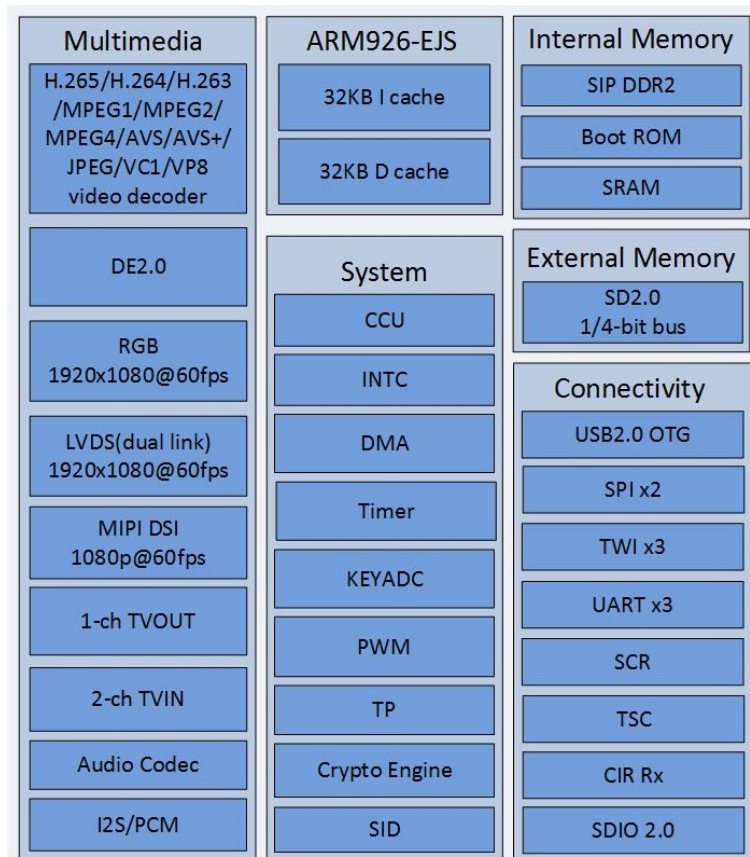 Multimedia
H.265/H.264/H.263
/MPEG1/MPEG2/
MPEG4/AVS/AVS+/
JPEG/VC1/VP8
video decoder
DE2.0
RGB
1920x1080@60fps
LVDS(dual link)
1920x1080@60fps
MIPI DSI
1080p@60fps
1-ch TVOUT
2-ch TVIN
Audio Codec
I2S/PCM
ARM926-EJS
32KB I cache
32KB D cache
System
CCU
INTC
DMA
Timer
KEYADC
PWM
TP
Crypto Engine
SID
Internal Memory
SIP DDR2
Boot ROM
SRAM
External Memory
SD2.0
1/4-bit bus
Connectivity
USB2.0 OTG
SPI x2
TWI x3
UART x3
SCR
TSC
CIR Rx
SDIO 2.0